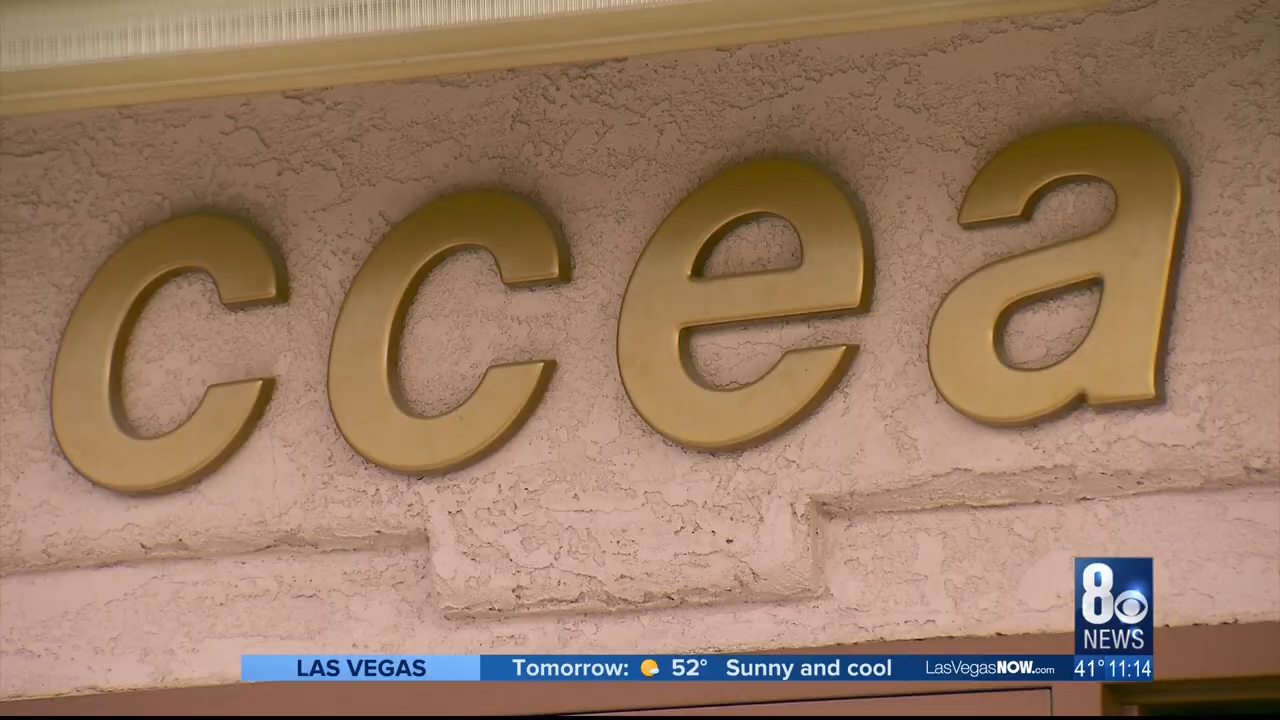 ccea
8
NEWS
LAS VEGAS Tomorrow: 52° Sunny and cool LasVegasNOW.com 41° 11:14